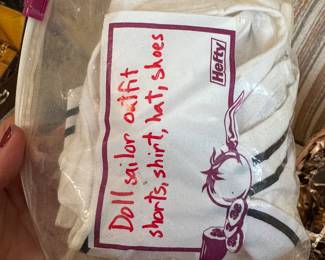 Doll sailor outfit
shorts, shirt, hat, shoes
Hefty